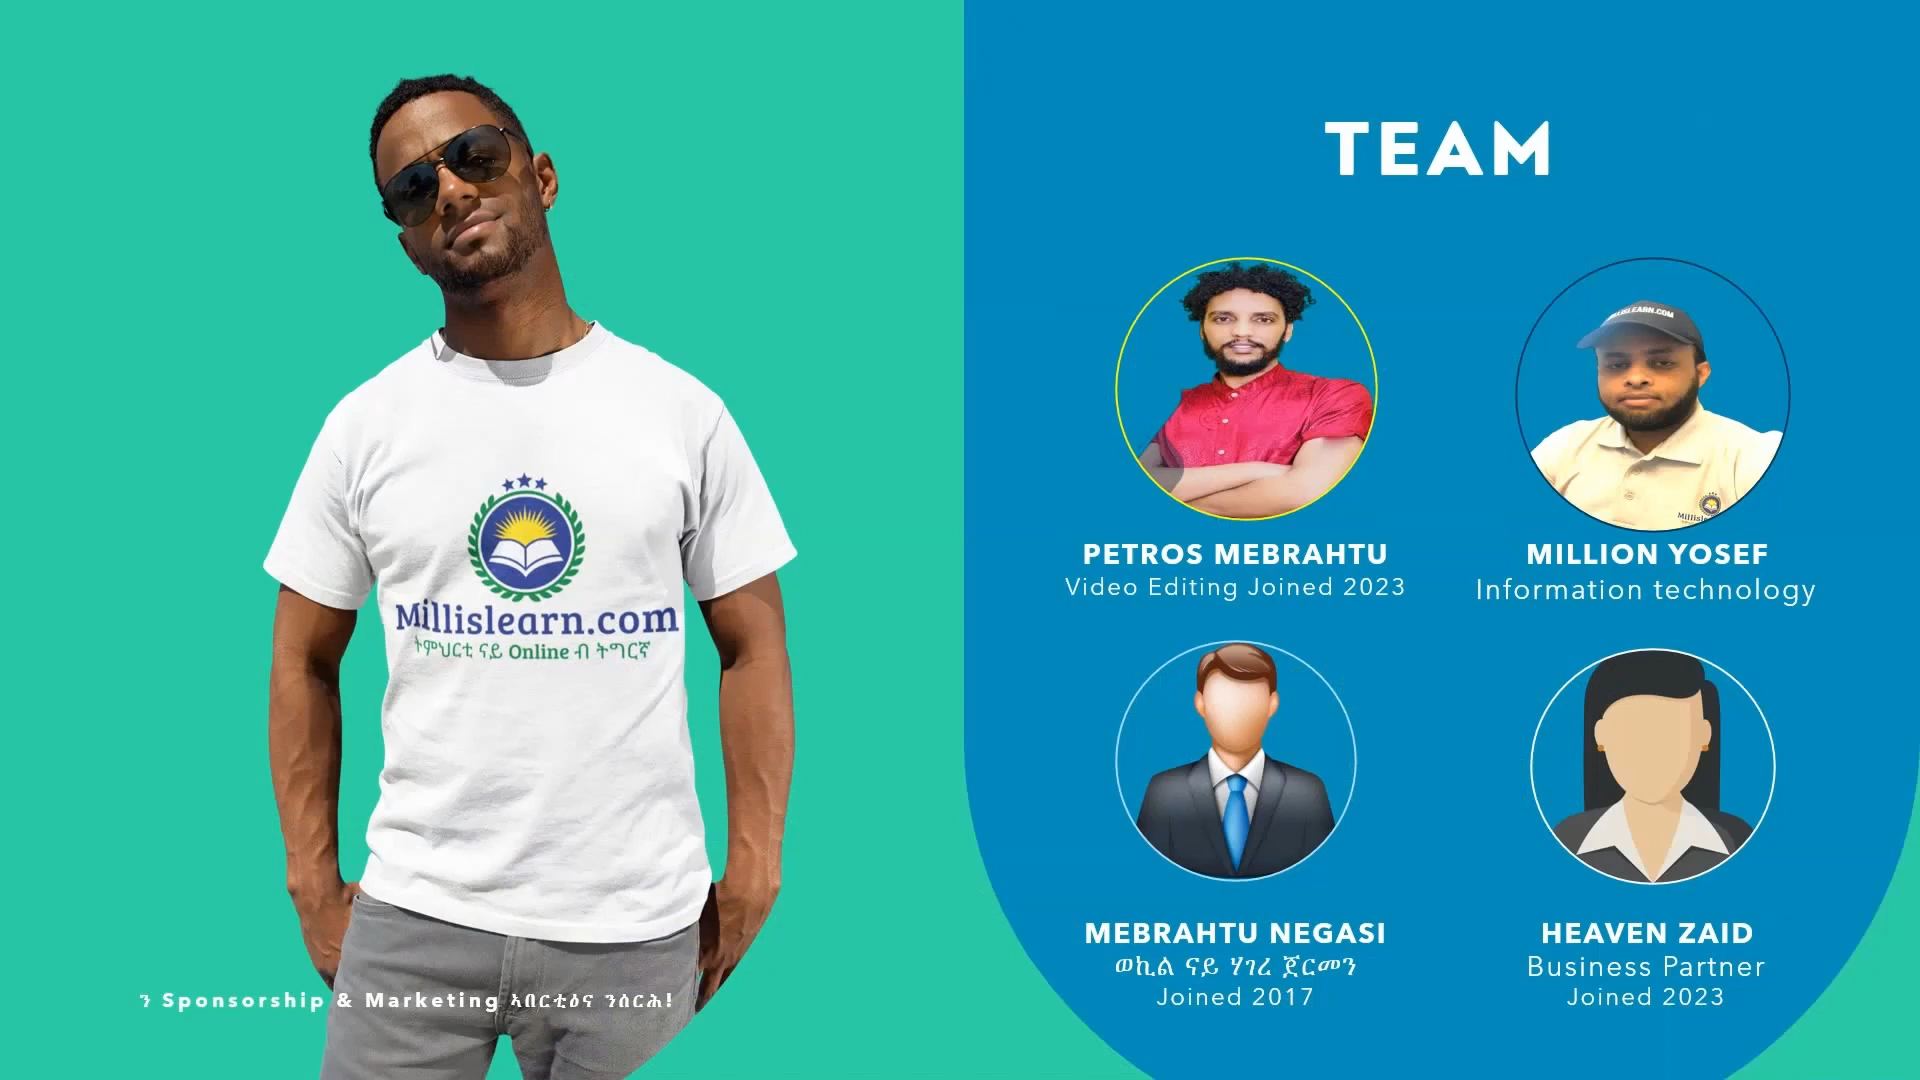 Millislearn.com
ትምህርቲ ናይ Online ብ ትግርኛ
ን Sponsorship & Marketing ኣበርቲዕና ንሰርሕ!
TEAM
PETROS MEBRAHTU
Video Editing Joined 2023
MILLION YOSEF
Information technology
MEBRAHTU NEGASI
ወኪል ናይ ሃገረ ጀርመን
Joined 2017
HEAVEN ZAID
Business Partner
Joined 2023